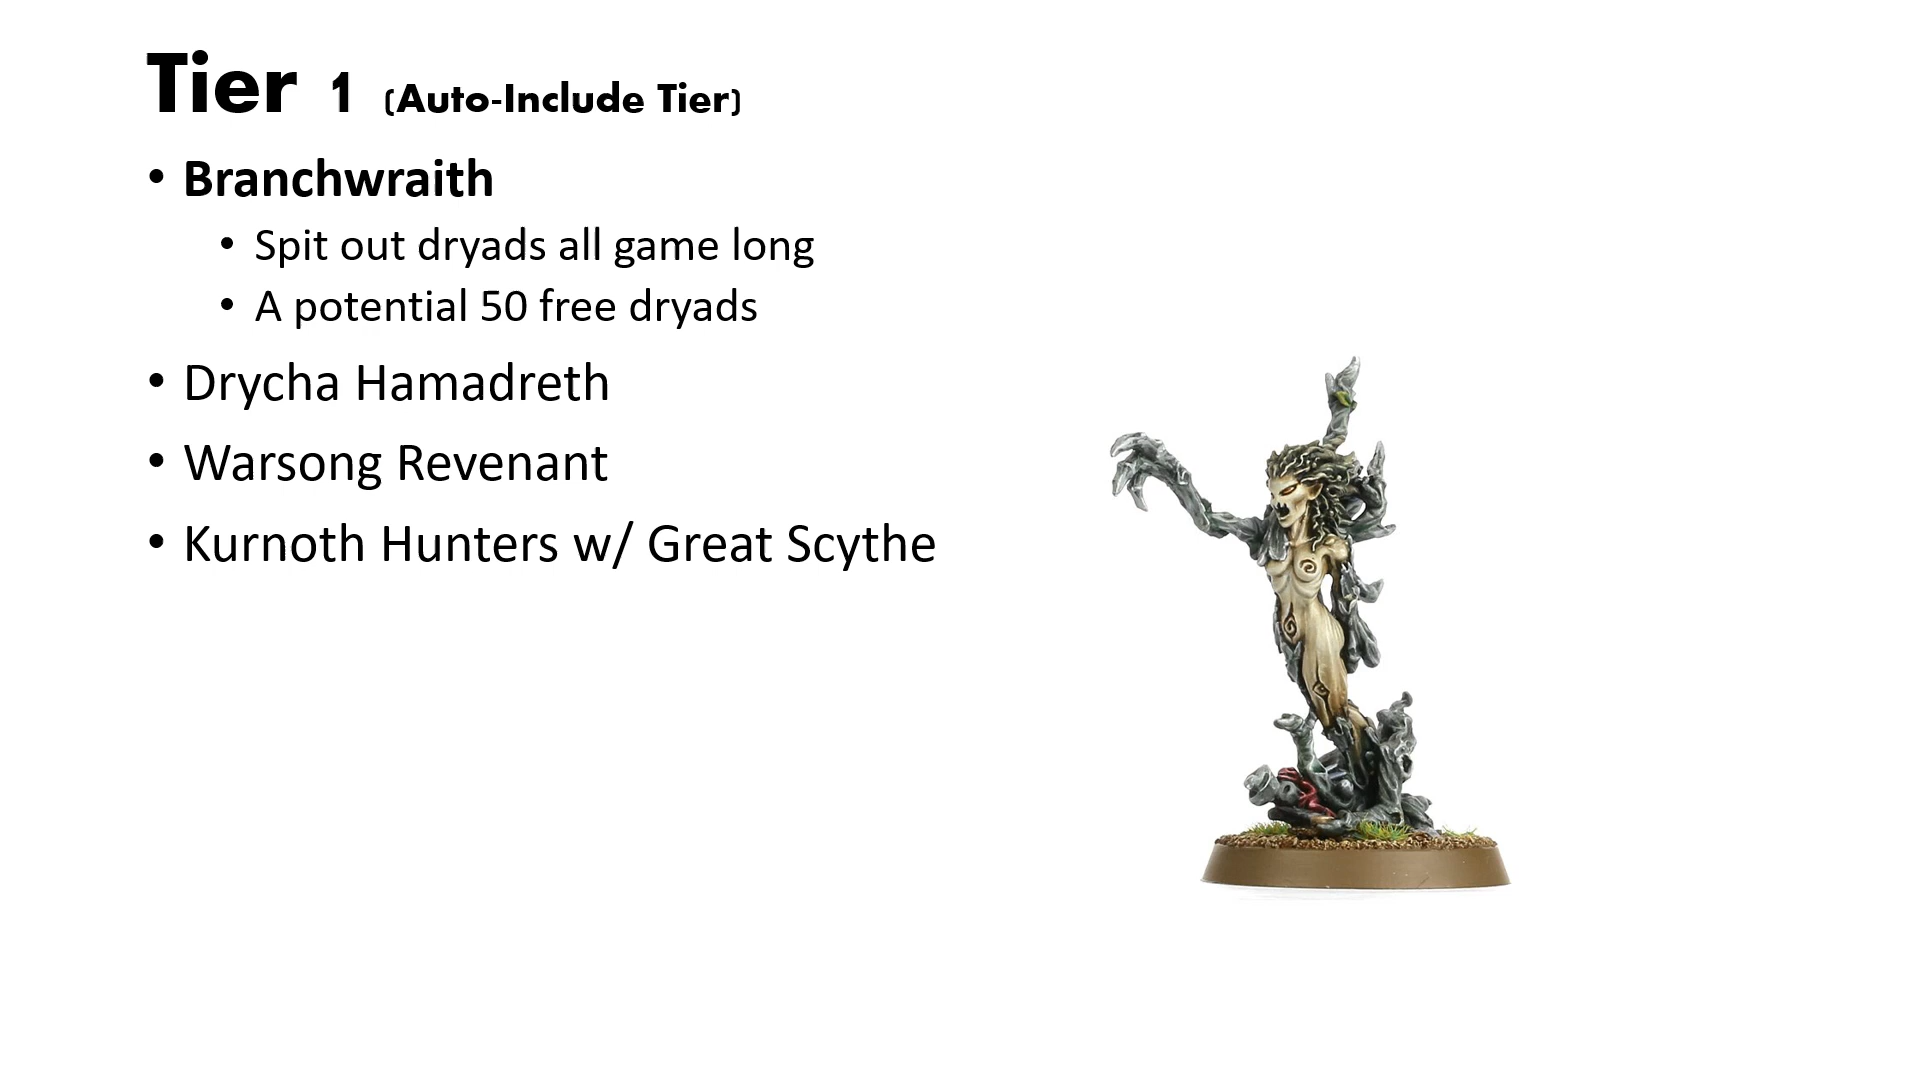 Tier 1 (Auto-Include Tier)
• Branchwraith
• Spit out dryads all game long
• A potential 50 free dryads
• Drycha Hamadreth
• Warsong Revenant
• Kurnoth Hunters w/ Great Scythe